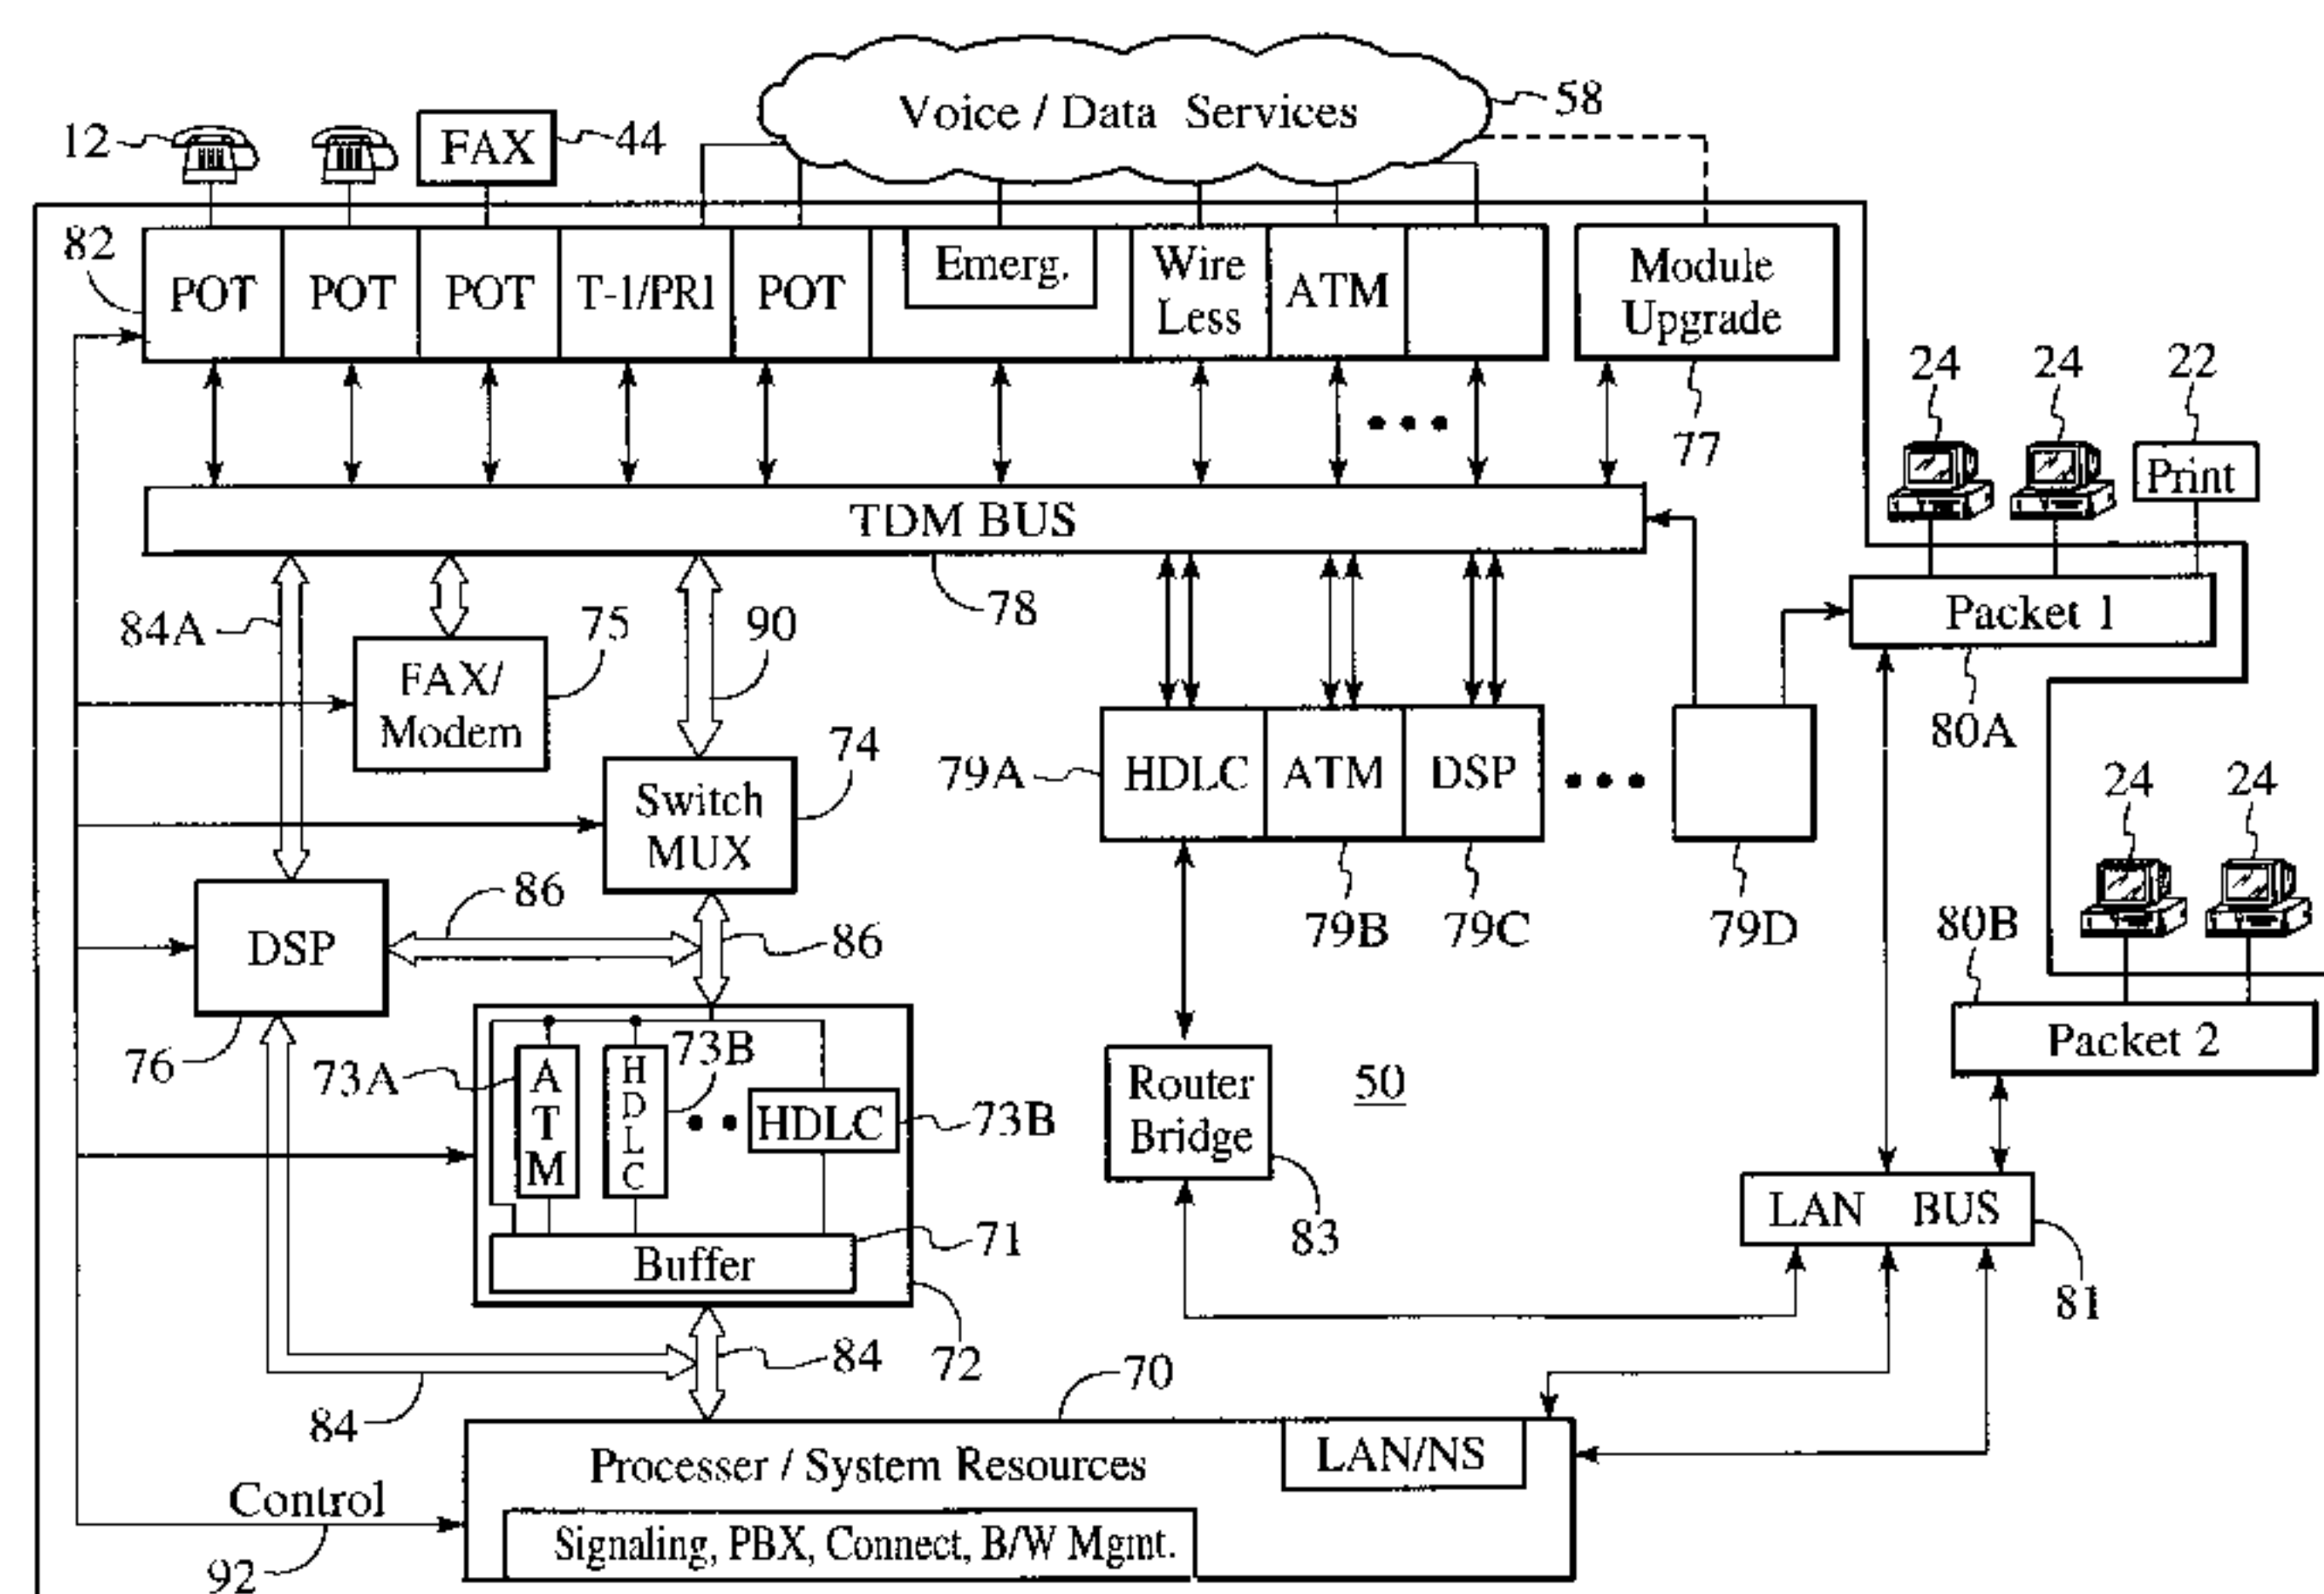 Voice / Data Services
58
12
FAX
44
82
POT
POT
POT
T-1/PR1
POT
Emerg.
Wire
Less
ATM
Module
Upgrade
77
24
24
22
Print
TDM BUS
78
Packet 1
80A
84A
90
FAX/
Modem
75
Switch
MUX
74
79A
HDLC
ATM
DSP
79B
79C
79D
24
24
80B
Packet 2
DSP
76
86
86
73A
ATM
HDLC
73B
HDLC
73B
Buffer
71
72
Router
Bridge
83
50
LAN BUS
81
84
84
70
Processer / System Resources
LAN/NS
Signaling, PBX, Connect, B/W Mgmt.
Control
92